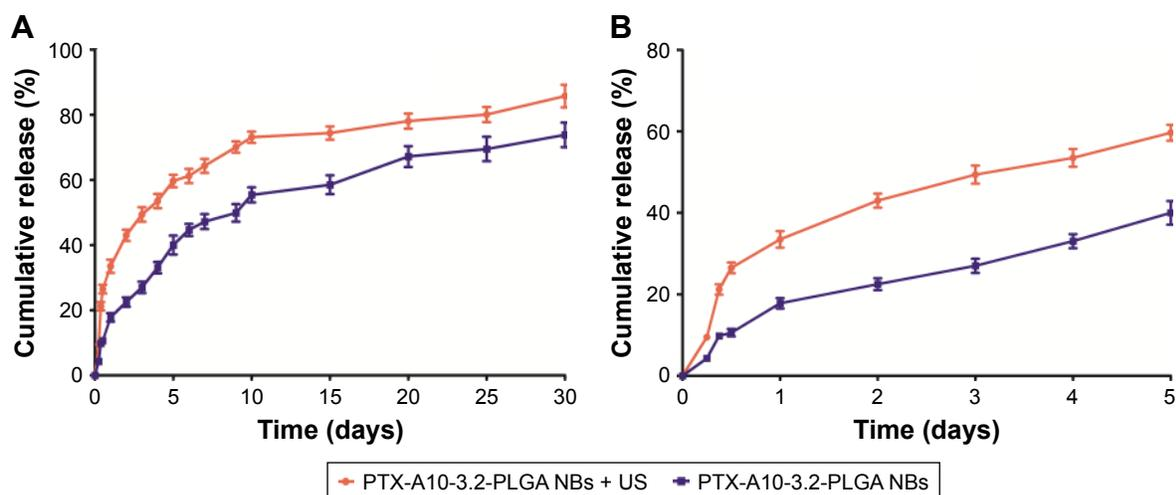 A
Cumulative release (%)
100
80
60
40
20
0
0 5 10 15 20 25 30
Time (days)
B
Cumulative release (%)
80
60
40
20
0
0 1 2 3 4 5
Time (days)
PTX-A10-3.2-PLGA NBs + US PTX-A10-3.2-PLGA NBs